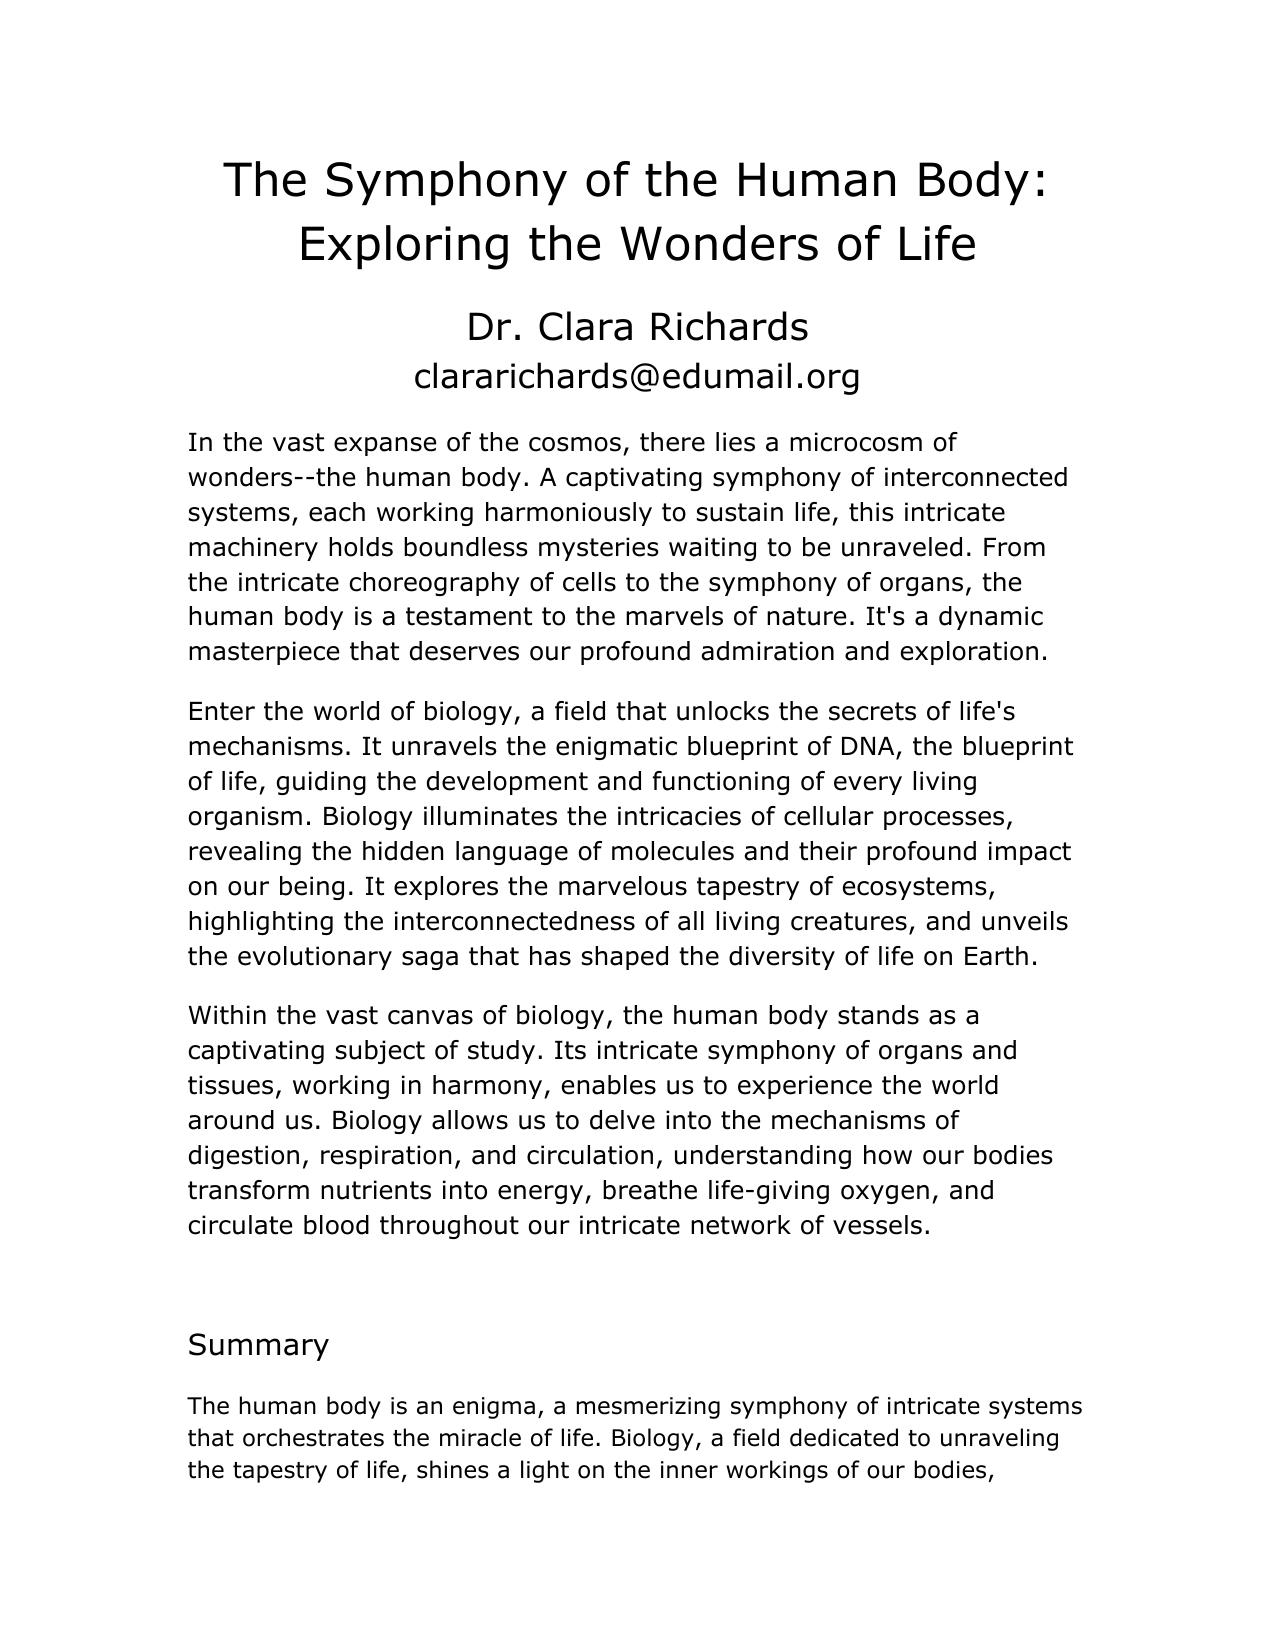 The Symphony of the Human Body:
Exploring the Wonders of Life
Dr. Clara Richards
clararichards@edumail.org
In the vast expanse of the cosmos, there lies a microcosm of
wonders--the human body. A captivating symphony of interconnected
systems, each working harmoniously to sustain life, this intricate
machinery holds boundless mysteries waiting to be unraveled. From
the intricate choreography of cells to the symphony of organs, the
human body is a testament to the marvels of nature. It's a dynamic
masterpiece that deserves our profound admiration and exploration.
Enter the world of biology, a field that unlocks the secrets of life's
mechanisms. It unravels the enigmatic blueprint of DNA, the blueprint
of life, guiding the development and functioning of every living
organism. Biology illuminates the intricacies of cellular processes,
revealing the hidden language of molecules and their profound impact
on our being. It explores the marvelous tapestry of ecosystems,
highlighting the interconnectedness of all living creatures, and unveils
the evolutionary saga that has shaped the diversity of life on Earth.
Within the vast canvas of biology, the human body stands as a
captivating subject of study. Its intricate symphony of organs and
tissues, working in harmony, enables us to experience the world
around us. Biology allows us to delve into the mechanisms of
digestion, respiration, and circulation, understanding how our bodies
transform nutrients into energy, breathe life-giving oxygen, and
circulate blood throughout our intricate network of vessels.
Summary
The human body is an enigma, a mesmerizing symphony of intricate systems
that orchestrates the miracle of life. Biology, a field dedicated to unraveling
the tapestry of life, shines a light on the inner workings of our bodies,